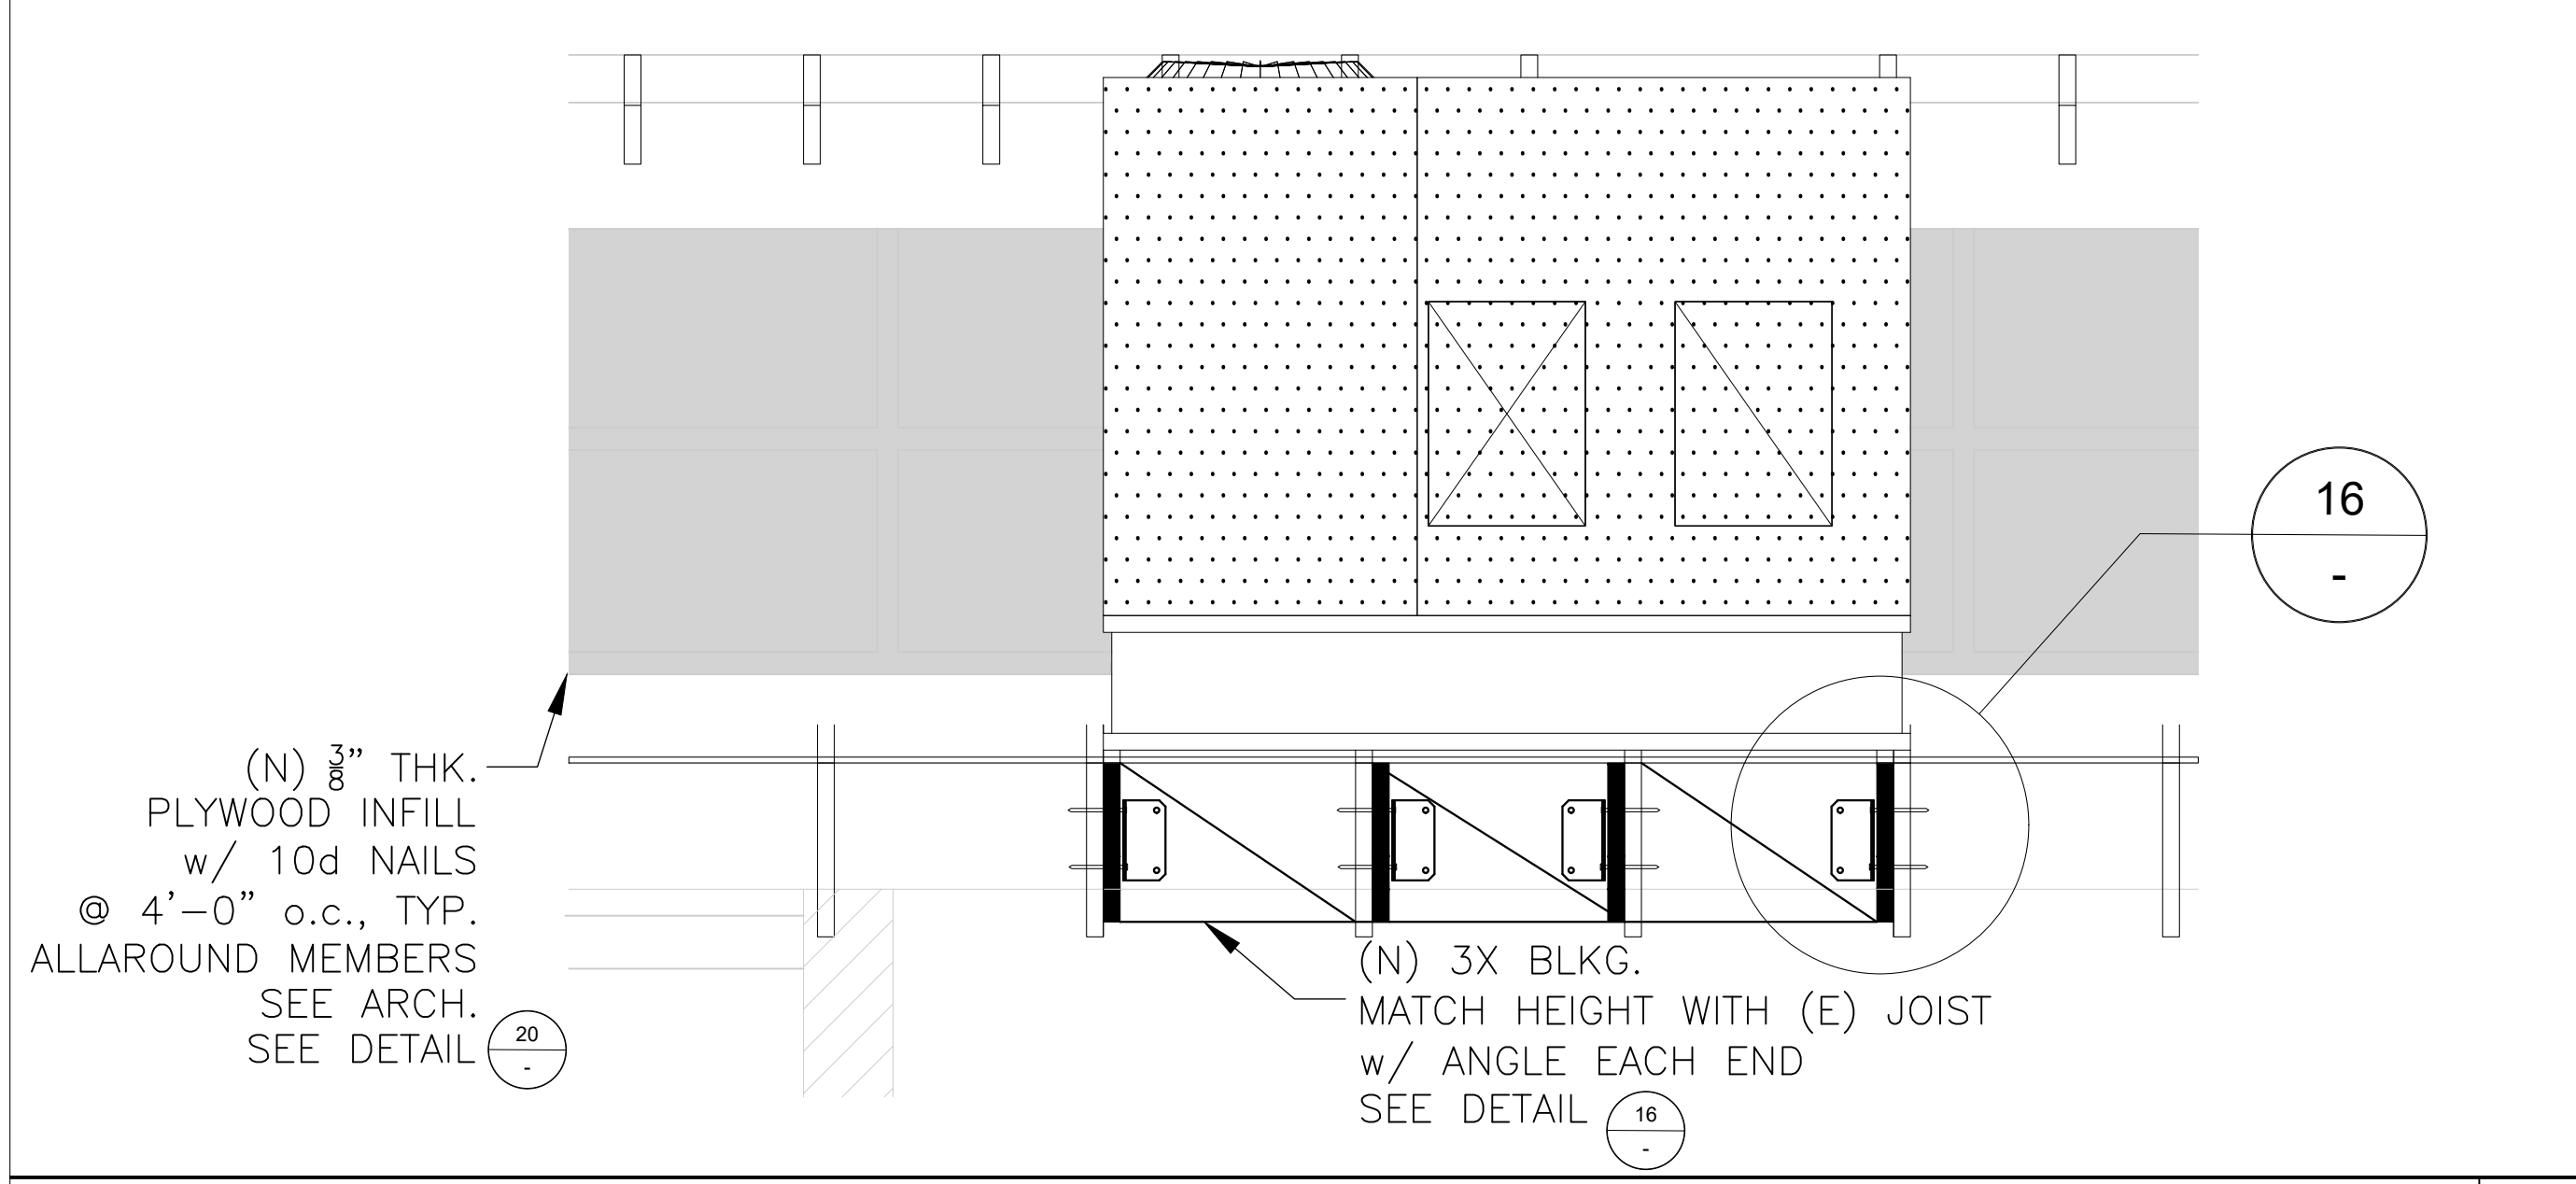 16
-
(N) 3/8" THK.
PLYWOOD INFILL
w/ 10d NAILS
@ 4'-0" o.c., TYP.
ALLAROUND MEMBERS
SEE ARCH.
SEE DETAIL 20
-
(N) 3X BLKG.
MATCH HEIGHT WITH (E) JOIST
w/ ANGLE EACH END
SEE DETAIL 16
-